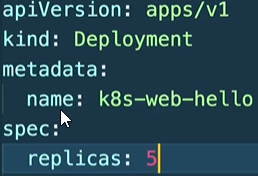 apiVersion: apps/v1
kind: Deployment
metadata:
  name: k8s-web-hello
spec:
  replicas: 5